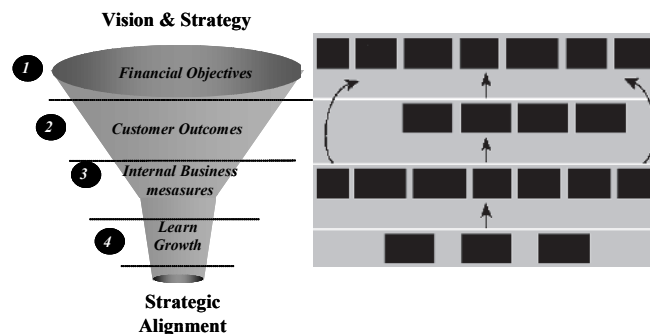 Vision & Strategy
1
Financial Objectives
2
Customer Outcomes
3
Internal Business
mesasures
4
Learn
Growth
Strategic
Alignment